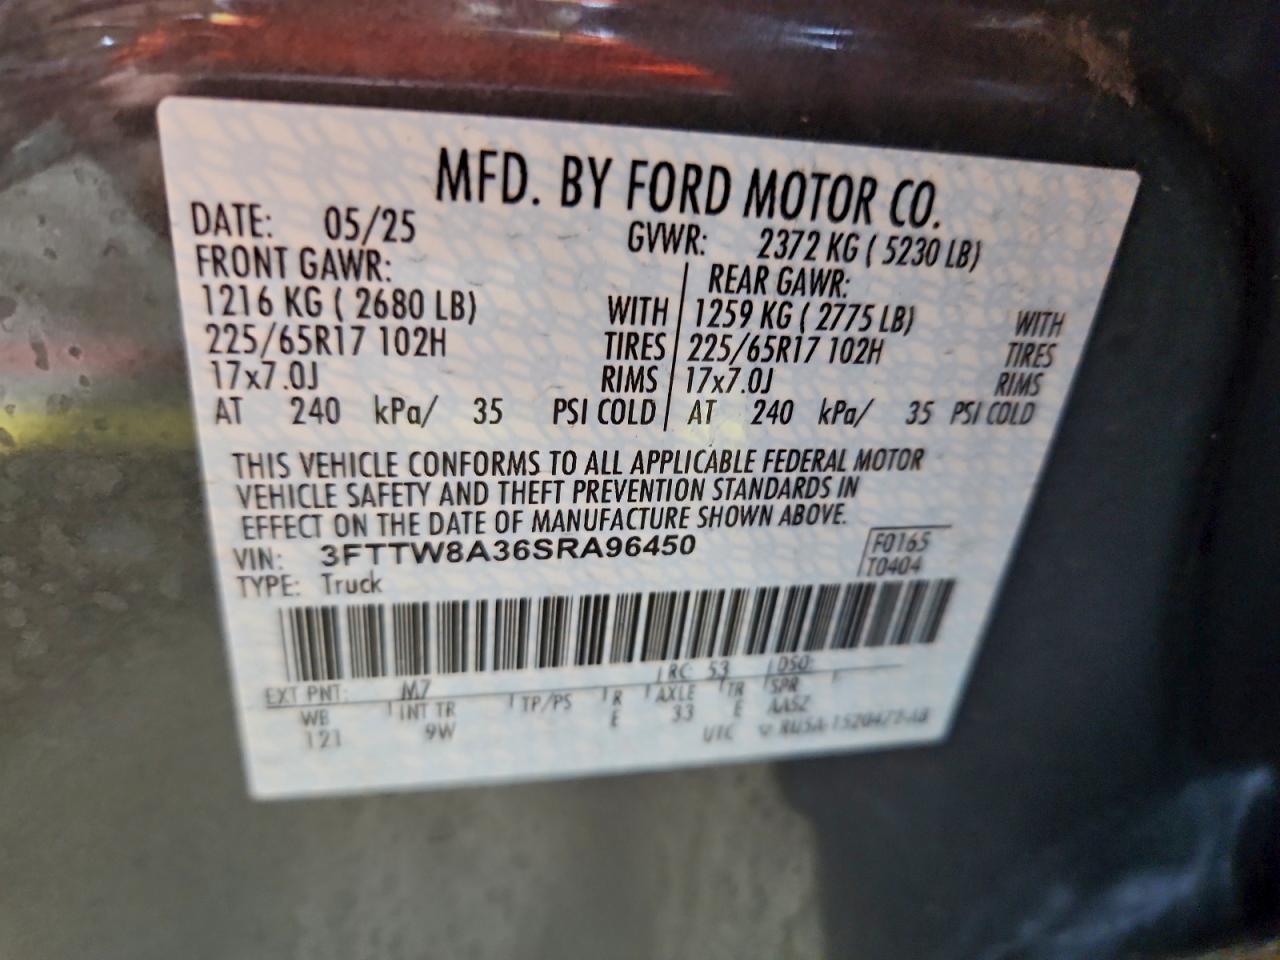 MFD. BY FORD MOTOR CO.
DATE: 05/25 GVWR: 2372 KG ( 5230 LB)
FRONT GAWR: REAR GAWR:
1216 KG ( 2680 LB) WITH 1259 KG ( 2775 LB) WITH
225/65R17 102H TIRES 225/65R17 102H TIRES
17x7.0J RIMS 17x7.0J RIMS
AT 240 kPa/ 35 PSI COLD AT 240 kPa/ 35 PSI COLD
THIS VEHICLE CONFORMS TO ALL APPLICABLE FEDERAL MOTOR
VEHICLE SAFETY AND THEFT PREVENTION STANDARDS IN
EFFECT ON THE DATE OF MANUFACTURE SHOWN ABOVE.
VIN: 3FTTW8A36SRA96450 F0165
TYPE: Truck T0404
EXT PNT: M7 RC: 53 DSO:
WB INT TR TP/PS R AXLE TR SPR
121 9W E 33 E AASZ
UTC